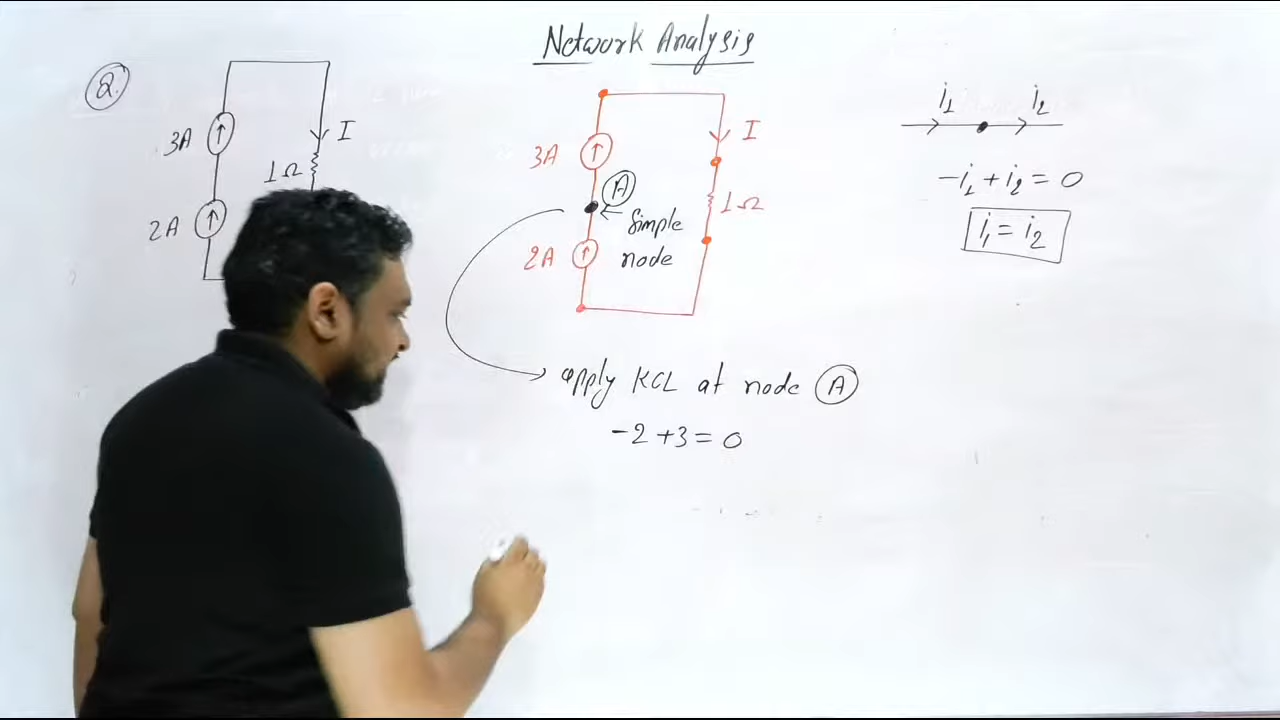 Network Analysis
Q.
3A
I
1Ω
2A
3A
I
A
Simple
node
1Ω
2A
i₁ i₂
-i₁ + i₂ = 0
i₁ = i₂
apply KCL at node A
-2 + 3 = 0